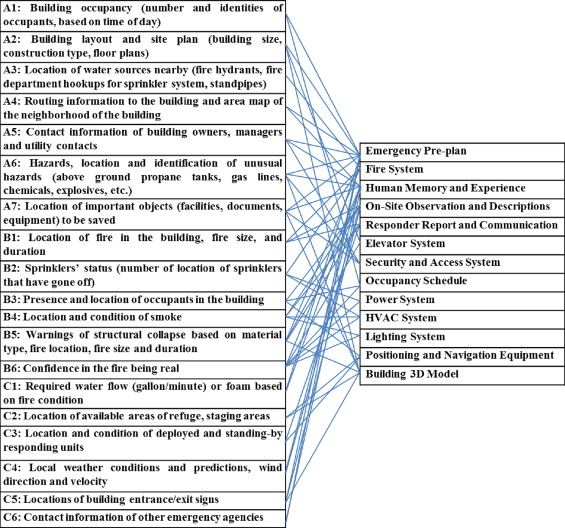 A1: Building occupancy (number and identities of
occupants, based on time of day)
A2: Building layout and site plan (building size,
construction type, floor plans)
A3: Location of water sources nearby (fire hydrants, fire
department hookups for sprinkler system, standpipes)
A4: Routing information to the building and area map of
the neighborhood of the building
A5: Contact information of building owners, managers
and utility contacts
A6: Hazards, location and identification of unusual
hazards (above ground propane tanks, gas lines,
chemicals, explosives, etc.)
A7: Location of important objects (facilities, documents,
equipment) to be saved
B1: Location of fire in the building, fire size, and
duration
B2: Sprinklers' status (number of location of sprinklers
that have gone off)
B3: Presence and location of occupants in the building
B4: Location and condition of smoke
B5: Warnings of structural collapse based on material
type, fire location, fire size and duration
B6: Confidence in the fire being real
C1: Required water flow (gallon/minute) or foam based
on fire condition
C2: Location of available areas of refuge, staging areas
C3: Location and condition of deployed and standing-by
responding units
C4: Local weather conditions and predictions, wind
direction and velocity
C5: Locations of building entrance/exit signs
C6: Contact information of other emergency agencies
Emergency Pre-plan
Fire System
Human Memory and Experience
On-Site Observation and Descriptions
Responder Report and Communication
Elevator System
Security and Access System
Occupancy Schedule
Power System
HVAC System
Lighting System
Positioning and Navigation Equipment
Building 3D Model